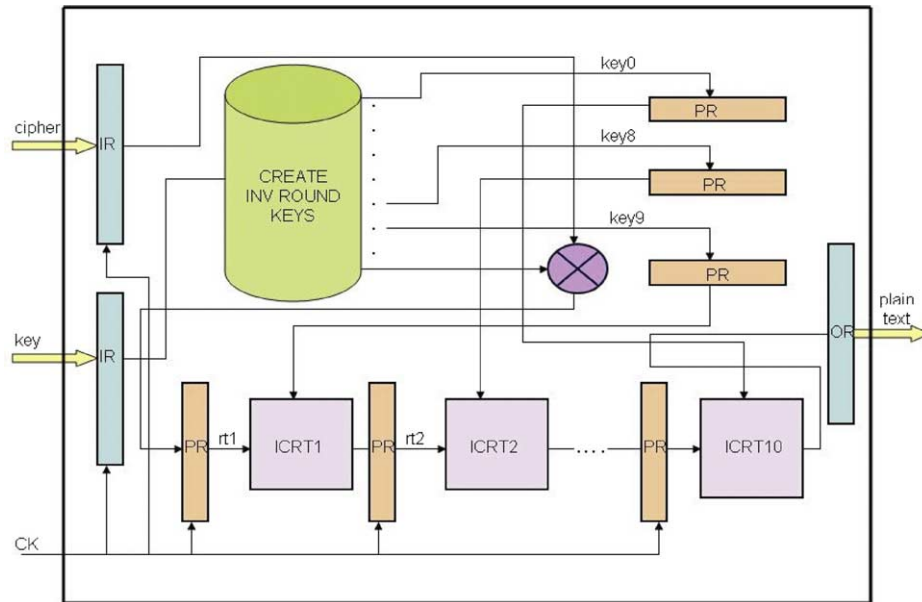 key0
PR
cipher
IR
key8
CREATE
INV ROUND
KEYS
PR
key9
PR
plain
text
key
IR
OR
PR
rt1
ICRT1
PR
rt2
ICRT2
....
PR
ICRT10
CK